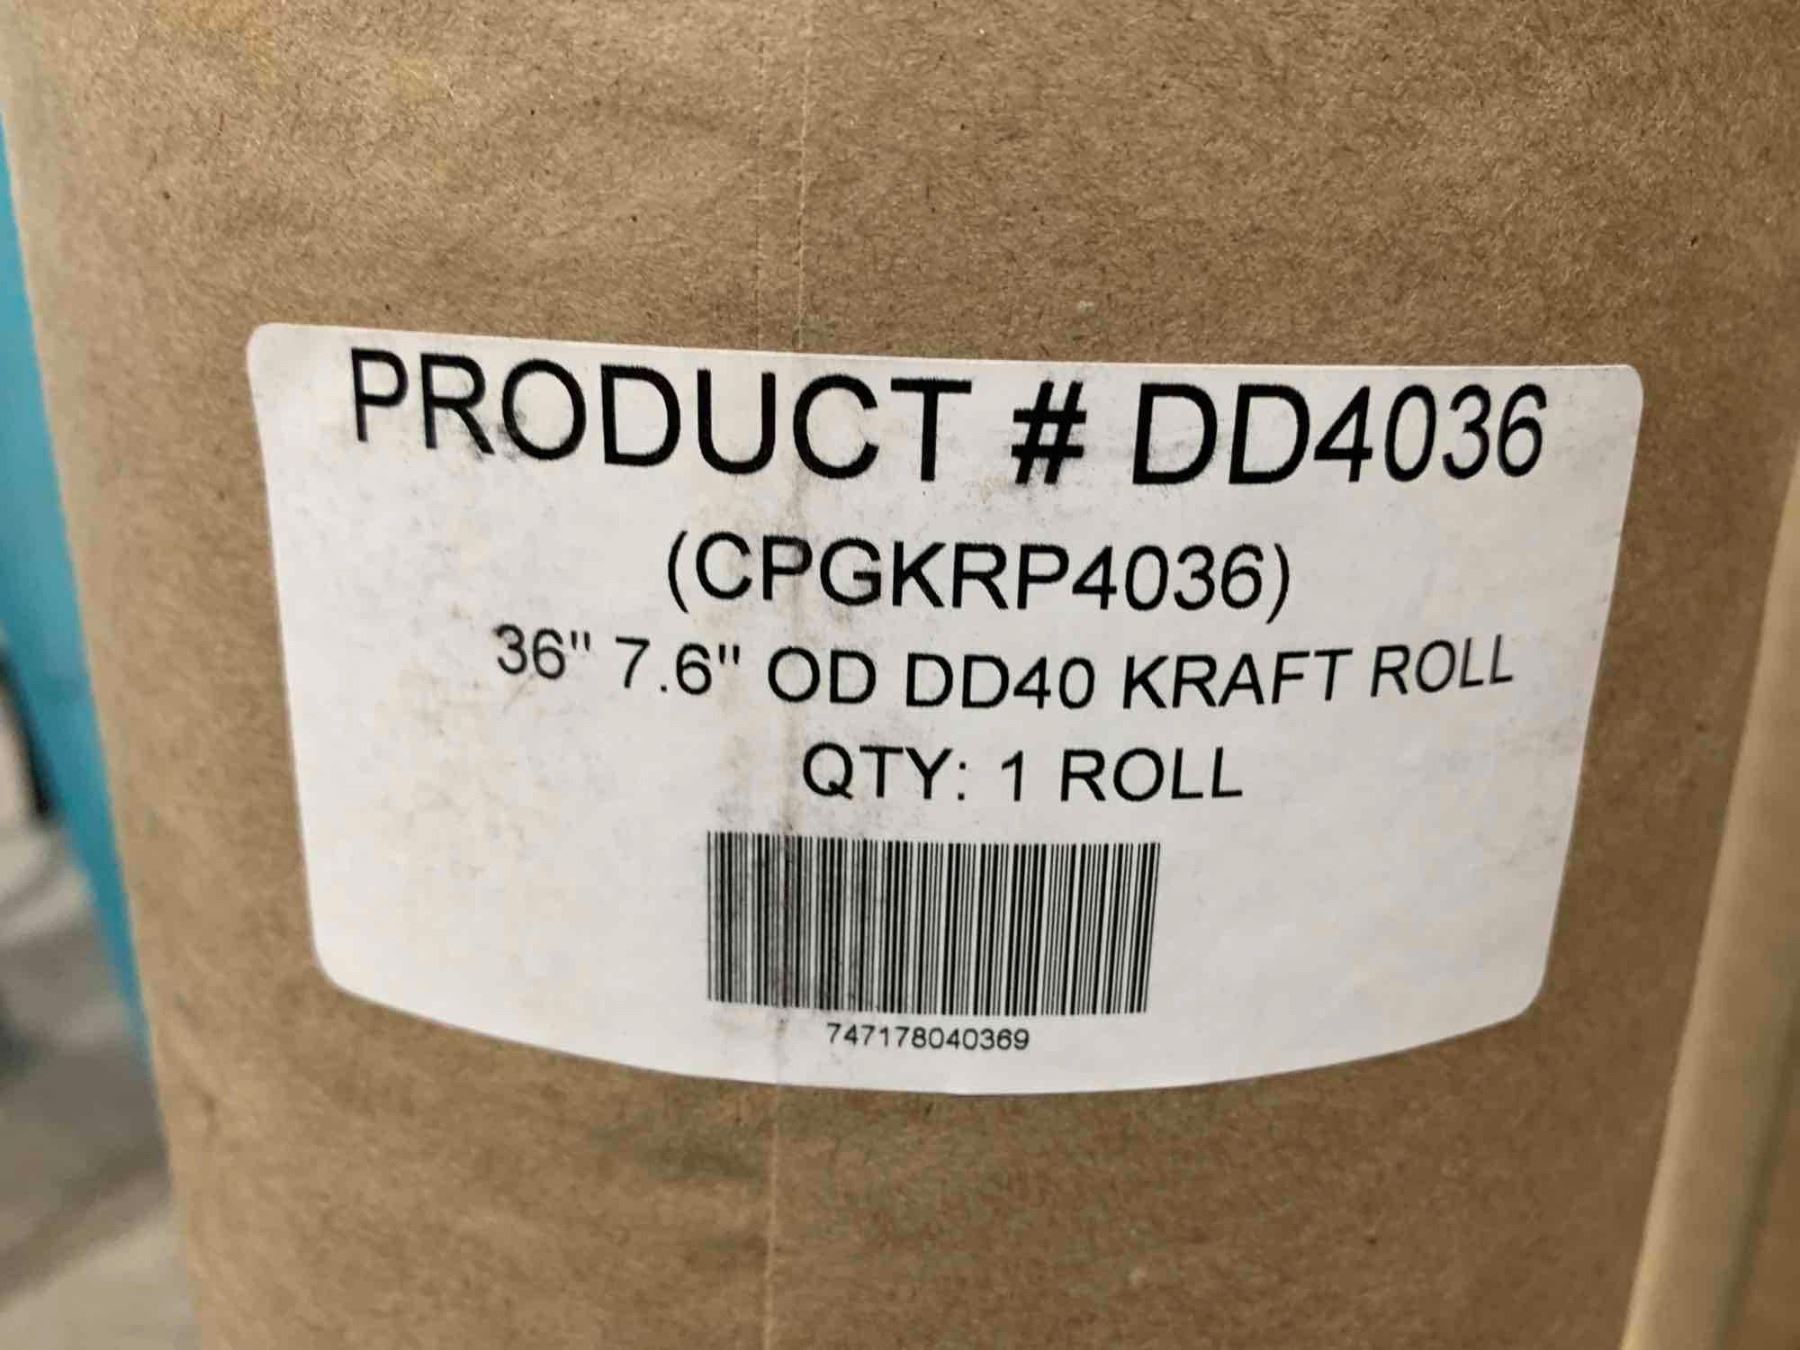 PRODUCT # DD4036
(CPGKRP4036)
36" 7.6" OD DD40 KRAFT ROLL
QTY: 1 ROLL
747178040369